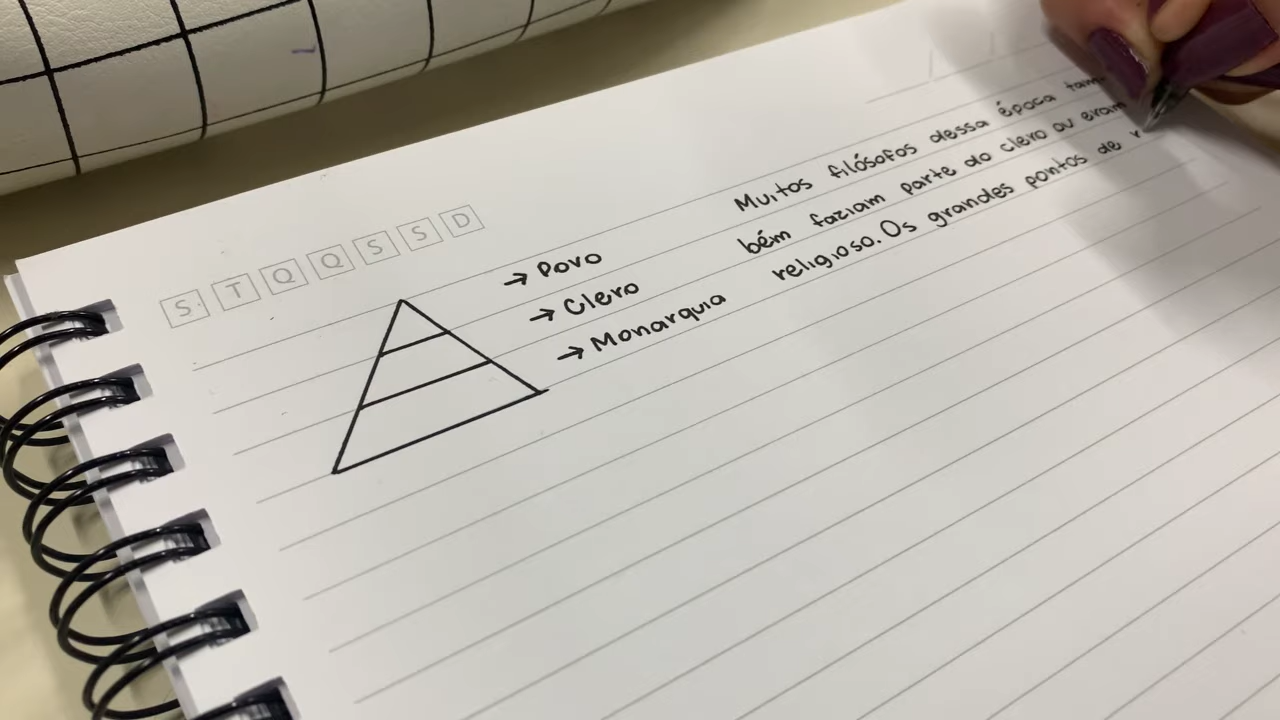 S T Q Q S S D
→ Povo
→ Clero
→ Monarquia
Muitos filósofos dessa época tam-
bém faziam parte do clero ou eram
religioso. Os grandes pontos de r